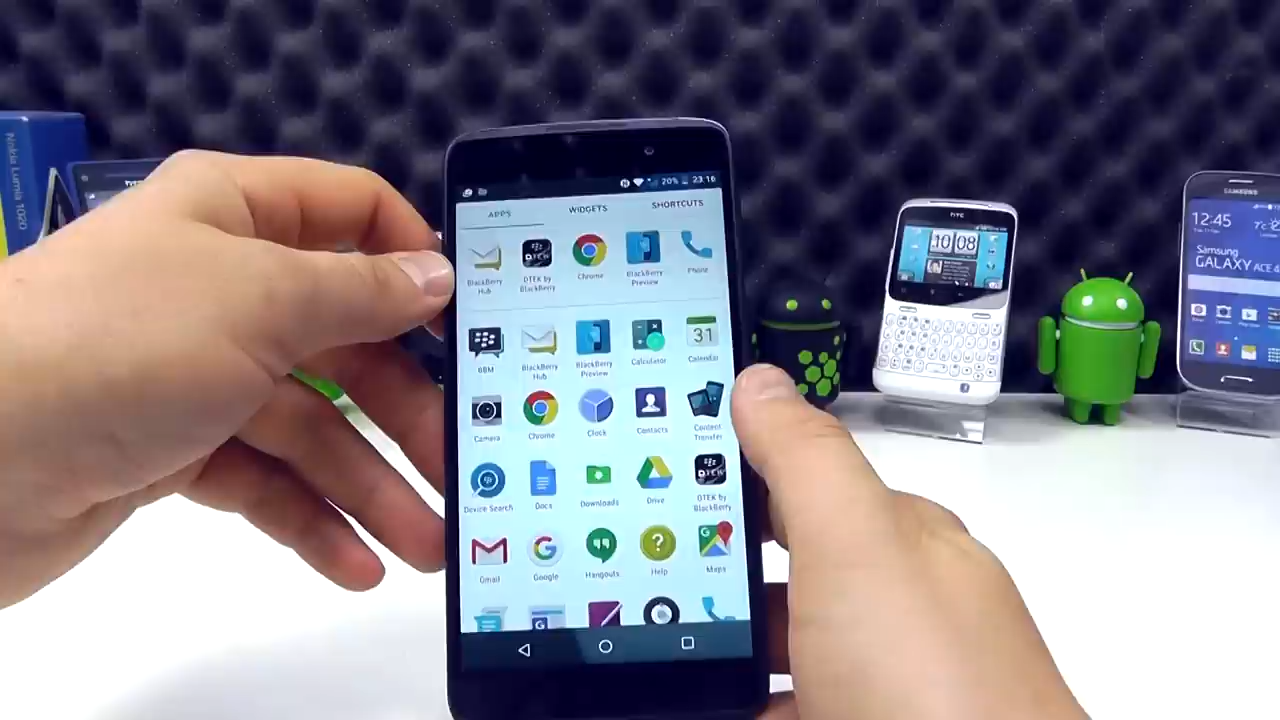 Nokia Lumia 1020
20% 23:16
APPS WIDGETS SHORTCUTS
BlackBerry Hub
DTEK by BlackBerry
Chrome
BlackBerry Preview
Phone
BBM
BlackBerry Hub
BlackBerry Preview
Calculator
31
Calendar
Camera
Chrome
Clock
Contacts
Content Transfer
Device Search
Docs
Downloads
Drive
DTEK by BlackBerry
Gmail
Google
Hangouts
Help
Maps
hTC
10 08
SAMSUNG
12:45
Samsung
GALAXY ACE 4